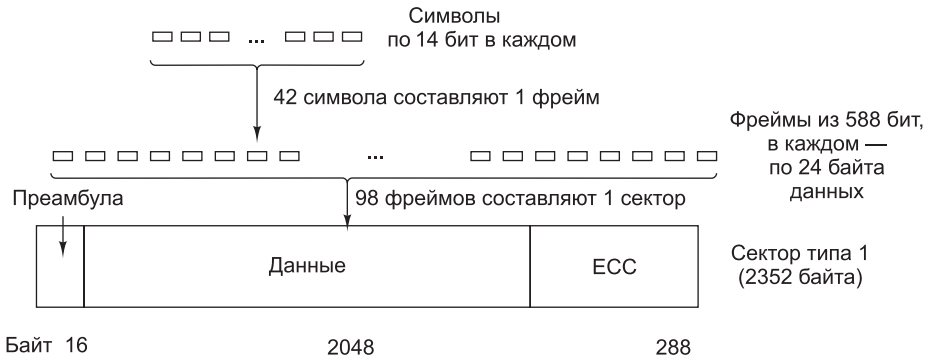 Символы
по 14 бит в каждом
...
42 символа составляют 1 фрейм
Фреймы из 588 бит,
в каждом —
по 24 байта
данных
...
Преамбула
98 фреймов составляют 1 сектор
Данные
ECC
Сектор типа 1
(2352 байта)
Байт 16
2048
288